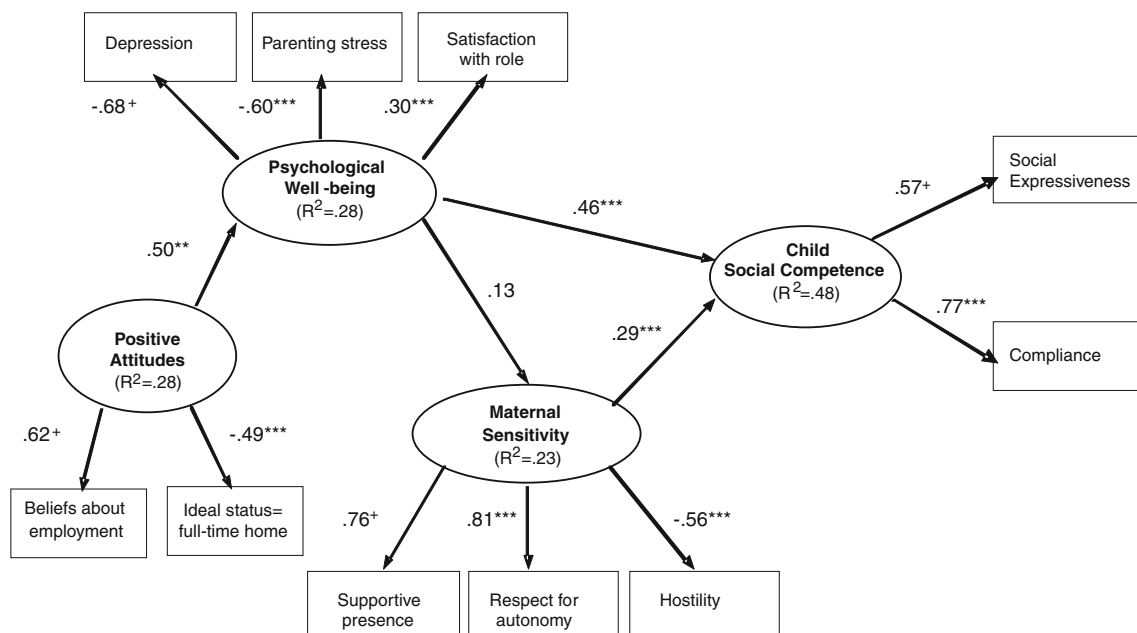 Depression
Parenting stress
Satisfaction
with role
-.68+
-.60***
.30***
Psychological
Well -being
(R²=.28)
Social
Expressiveness
.57+
.46***
Child
Social Competence
(R²=.48)
.50**
.13
.77***
Compliance
.29***
Positive
Attitudes
(R²=.28)
Maternal
Sensitivity
(R²=.23)
.62+
-.49***
Beliefs about
employment
Ideal status=
full-time home
.76+
.81***
-.56***
Supportive
presence
Respect for
autonomy
Hostility